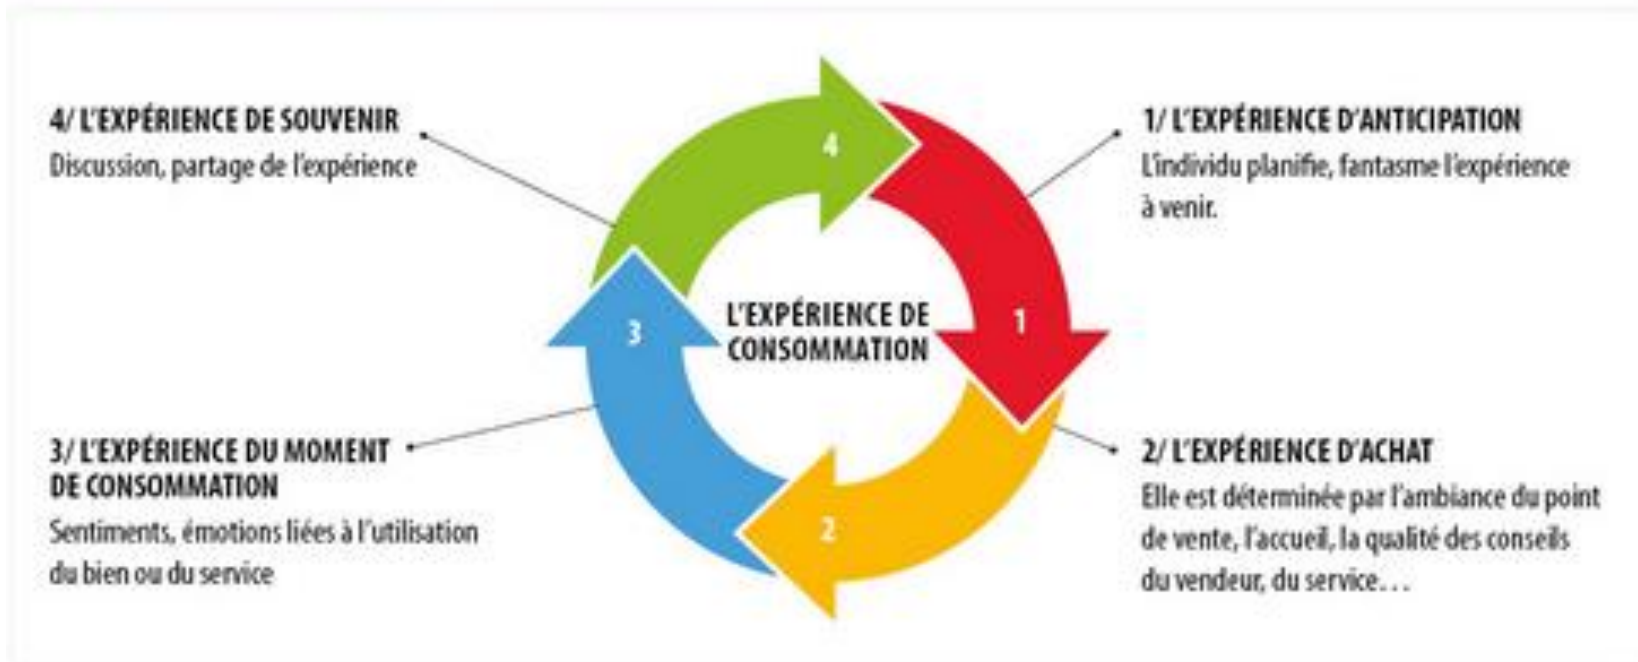 4/ L'EXPÉRIENCE DE SOUVENIR
Discussion, partage de l'expérience
4
1/ L'EXPÉRIENCE D'ANTICIPATION
L'individu planifie, fantasme l'expérience
à venir.
1
L'EXPÉRIENCE DE
CONSOMMATION
3
3/ L'EXPÉRIENCE DU MOMENT
DE CONSOMMATION
Sentiments, émotions liées à l'utilisation
du bien ou du service
2
2/ L'EXPÉRIENCE D'ACHAT
Elle est déterminée par l'ambiance du point
de vente, l'accueil, la qualité des conseils
du vendeur, du service…